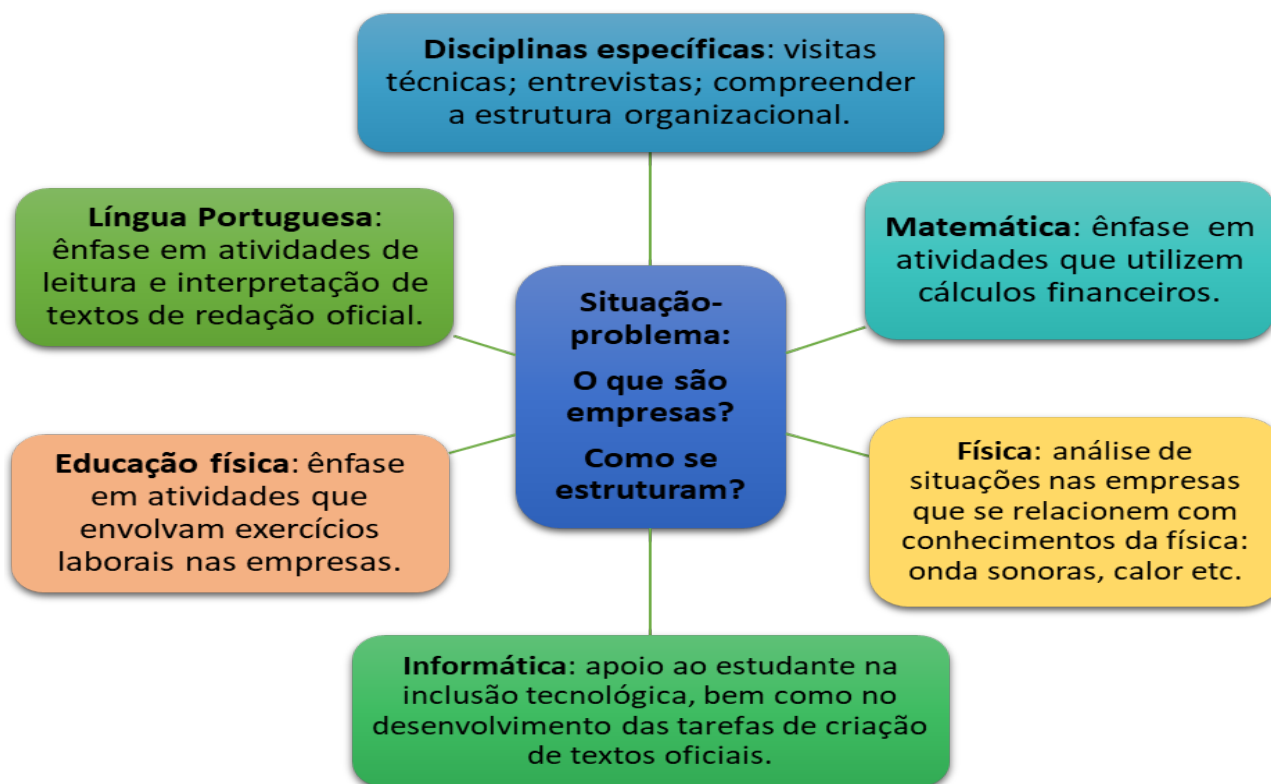 Disciplinas específicas: visitas
técnicas; entrevistas; compreender
a estrutura organizacional.
Língua Portuguesa:
ênfase em atividades de
leitura e interpretação de
textos de redação oficial.
Matemática: ênfase em
atividades que utilizem
cálculos financeiros.
Situação-
problema:
O que são
empresas?
Como se
estruturam?
Educação física: ênfase
em atividades que
envolvam exercícios
laborais nas empresas.
Física: análise de
situações nas empresas
que se relacionem com
conhecimentos da física:
onda sonoras, calor etc.
Informática: apoio ao estudante na
inclusão tecnológica, bem como no
desenvolvimento das tarefas de criação
de textos oficiais.